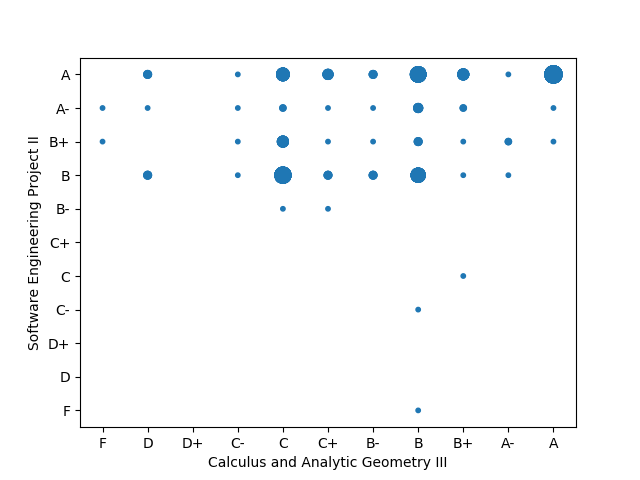 Software Engineering Project II
A
A-
B+
B
B-
C+
C
C-
D+
D
F
F D D+ C- C C+ B- B B+ A- A
Calculus and Analytic Geometry III